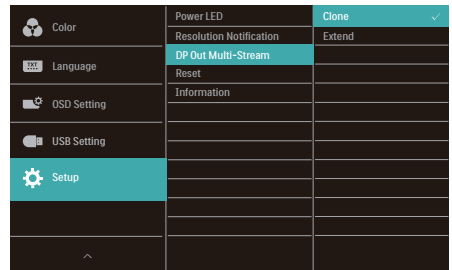 Color
Language
OSD Setting
USB Setting
Setup
Power LED
Resolution Notification
DP Out Multi-Stream
Reset
Information
Clone
Extend
TXT